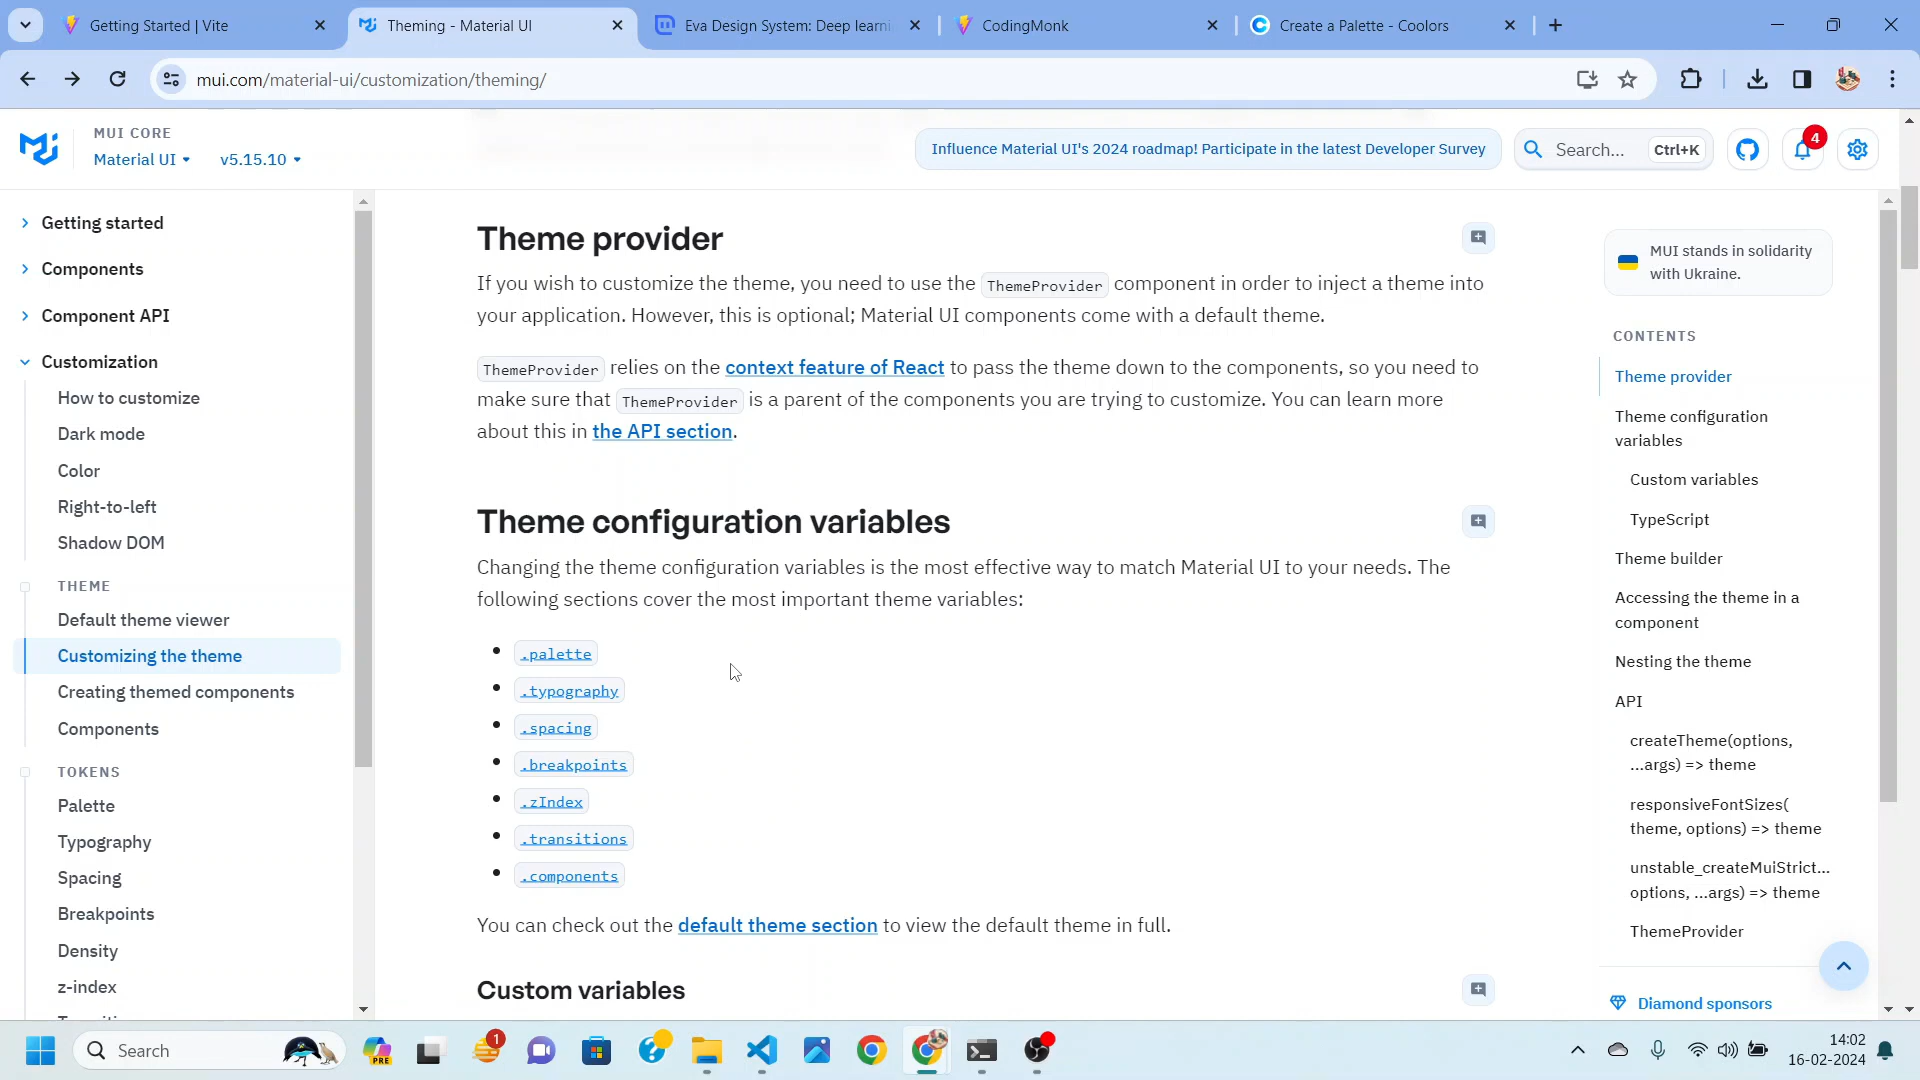 Getting Started | Vite
Theming - Material UI
Eva Design System: Deep learni
CodingMonk
Create a Palette - Coolors
mui.com/material-ui/customization/theming/
MUI CORE
Material UI
v5.15.10
Influence Material UI's 2024 roadmap! Participate in the latest Developer Survey
Search...
Ctrl+K
4
Getting started
Components
Component API
Customization
How to customize
Dark mode
Color
Right-to-left
Shadow DOM
THEME
Default theme viewer
Customizing the theme
Creating themed components
Components
TOKENS
Palette
Typography
Spacing
Breakpoints
Density
z-index
Theme provider
If you wish to customize the theme, you need to use the ThemeProvider component in order to inject a theme into
your application. However, this is optional; Material UI components come with a default theme.
ThemeProvider relies on the context feature of React to pass the theme down to the components, so you need to
make sure that ThemeProvider is a parent of the components you are trying to customize. You can learn more
about this in the API section.
Theme configuration variables
Changing the theme configuration variables is the most effective way to match Material UI to your needs. The
following sections cover the most important theme variables:
.palette
.typography
.spacing
.breakpoints
.zIndex
.transitions
.components
You can check out the default theme section to view the default theme in full.
Custom variables
MUI stands in solidarity
with Ukraine.
CONTENTS
Theme provider
Theme configuration
variables
Custom variables
TypeScript
Theme builder
Accessing the theme in a
component
Nesting the theme
API
createTheme(options,
...args) => theme
responsiveFontSizes(
theme, options) => theme
unstable_createMuiStrict...
options, ...args) => theme
ThemeProvider
Diamond sponsors
Search
PRE
1
14:02
16-02-2024